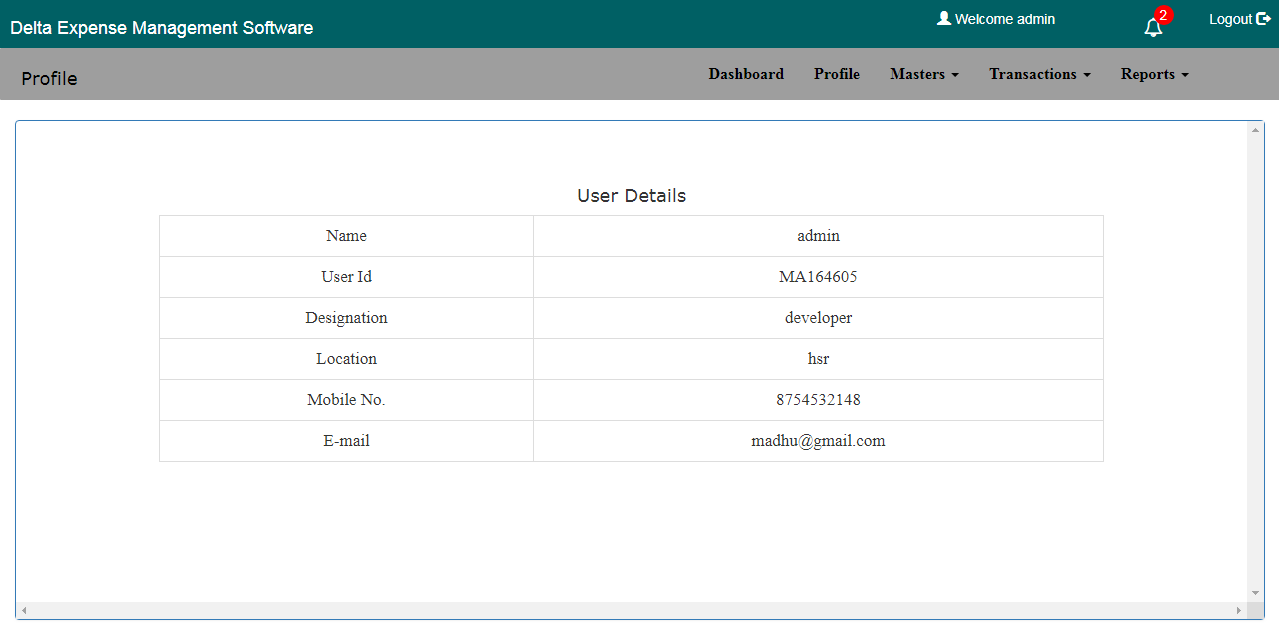 Delta Expense Management Software Welcome admin 2 Logout
Profile Dashboard Profile Masters Transactions Reports
User Details
Name admin
User Id MA164605
Designation developer
Location hsr
Mobile No. 8754532148
E-mail madhu@gmail.com